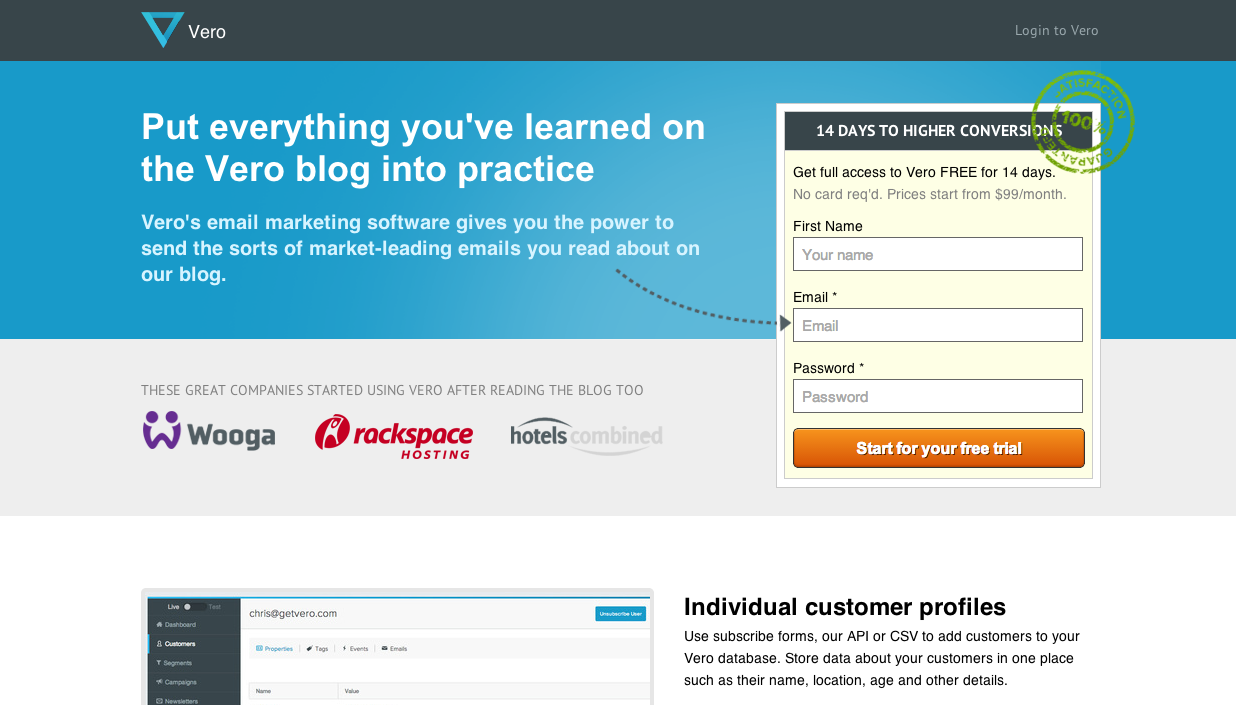 Vero
Login to Vero
Put everything you've learned on
the Vero blog into practice
Vero's email marketing software gives you the power to
send the sorts of market-leading emails you read about on
our blog.
SATISFACTION
100%
GUARANTEED
14 DAYS TO HIGHER CONVERSIONS
Get full access to Vero FREE for 14 days.
No card req'd. Prices start from $99/month.
First Name
Your name
Email *
Email
Password *
Password
Start for your free trial
THESE GREAT COMPANIES STARTED USING VERO AFTER READING THE BLOG TOO
Wooga
rackspace
HOSTING
hotelscombined
Live Test
Dashboard
Customers
Segments
Campaigns
Newsletters
chris@getvero.com
Unsubscribe User
Properties Tags Events Emails
Name Value
Individual customer profiles
Use subscribe forms, our API or CSV to add customers to your
Vero database. Store data about your customers in one place
such as their name, location, age and other details.